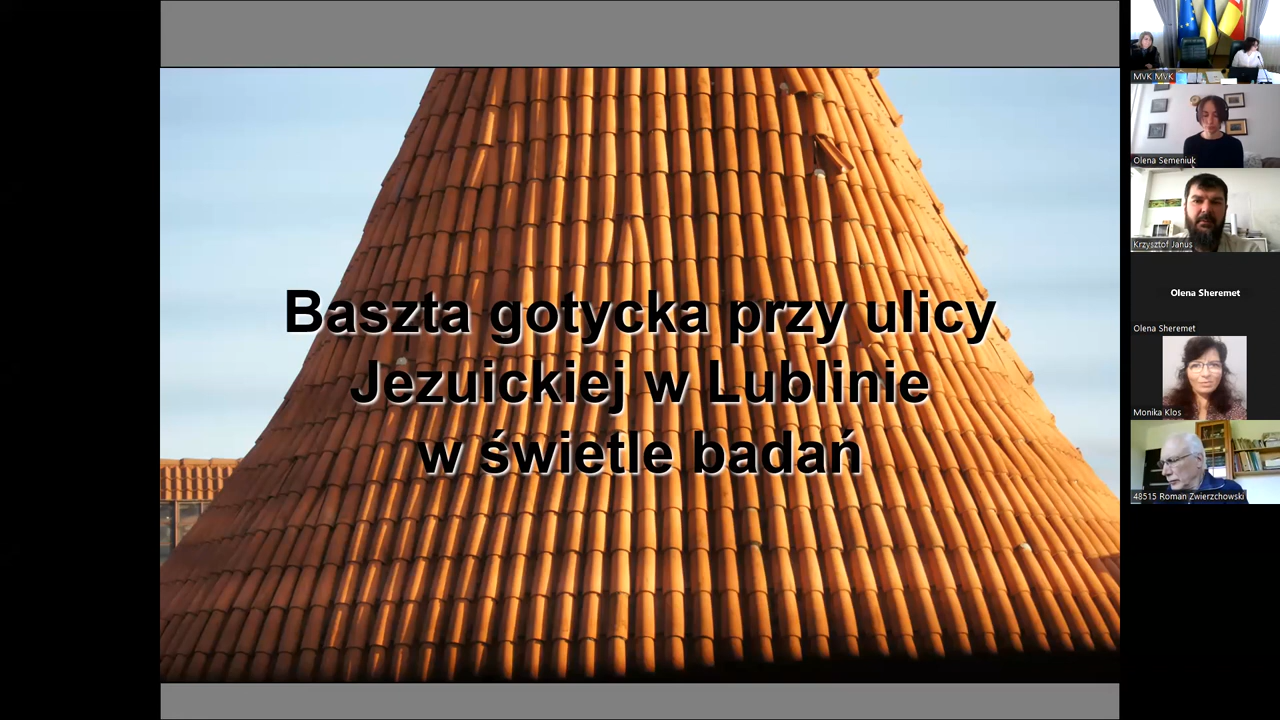 Baszta gotycka przy ulicy
Jezuickiej w Lublinie
w świetle badań
MVK MVK
Olena Semeniuk
Krzysztof Janus
Olena Sheremet
Olena Sheremet
Monika Klos
48515 Roman Zwierzchowski